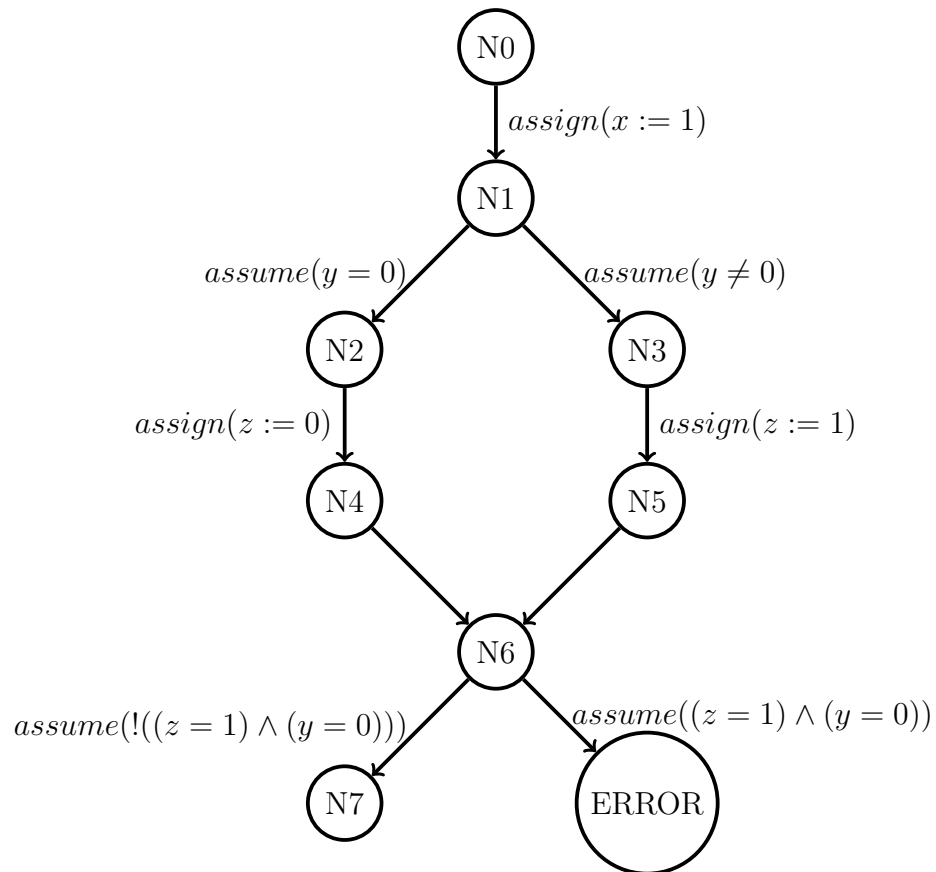 N0
assign(x := 1)
N1
assume(y = 0)
assume(y ≠ 0)
N2
N3
assign(z := 0)
assign(z := 1)
N4
N5
N6
assume(!((z = 1) ∧ (y = 0)))
assume((z = 1) ∧ (y = 0))
N7
ERROR